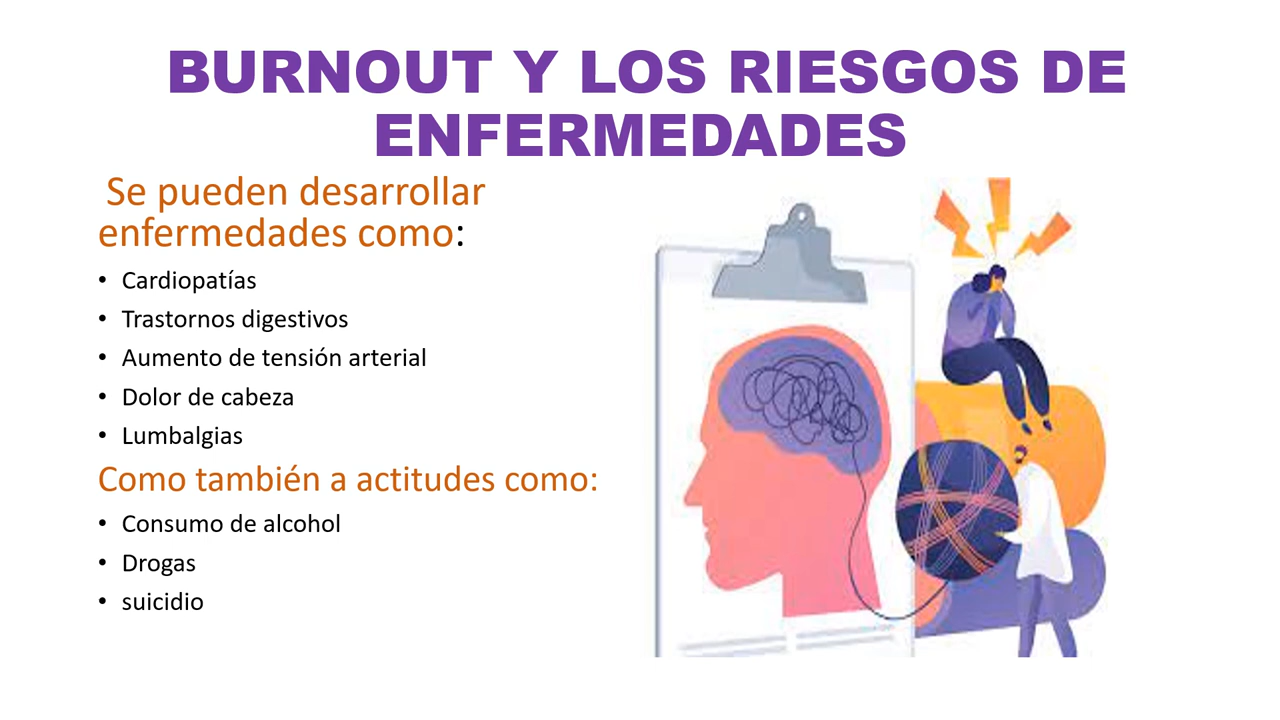 BURNOUT Y LOS RIESGOS DE
ENFERMEDADES
Se pueden desarrollar
enfermedades como:
• Cardiopatías
• Trastornos digestivos
• Aumento de tensión arterial
• Dolor de cabeza
• Lumbalgias
Como también a actitudes como:
• Consumo de alcohol
• Drogas
• suicidio